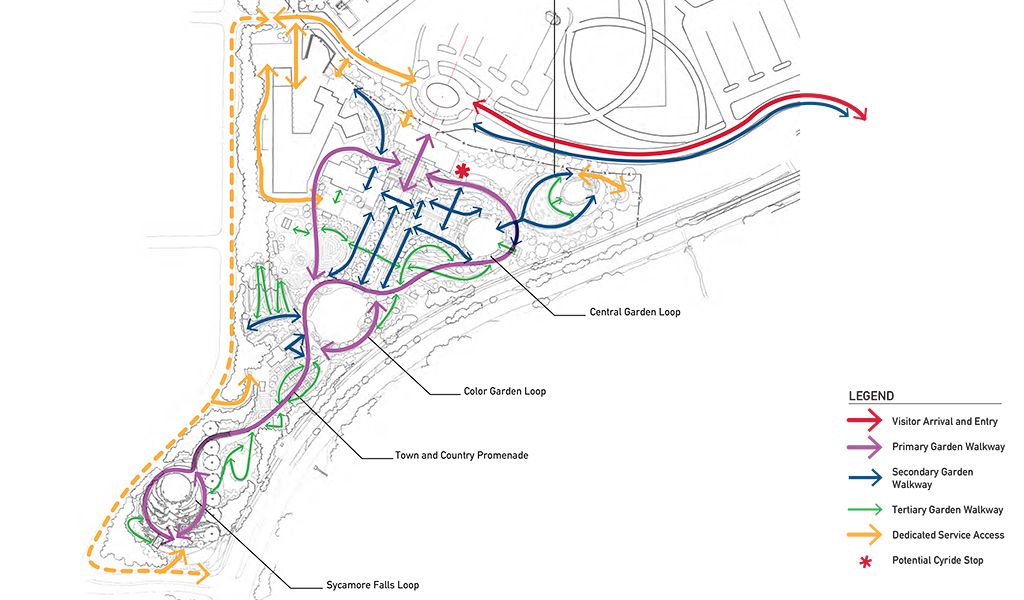 Central Garden Loop
Color Garden Loop
Town and Country Promenade
Sycamore Falls Loop
LEGEND
Visitor Arrival and Entry
Primary Garden Walkway
Secondary Garden
Walkway
Tertiary Garden Walkway
Dedicated Service Access
Potential Cyride Stop